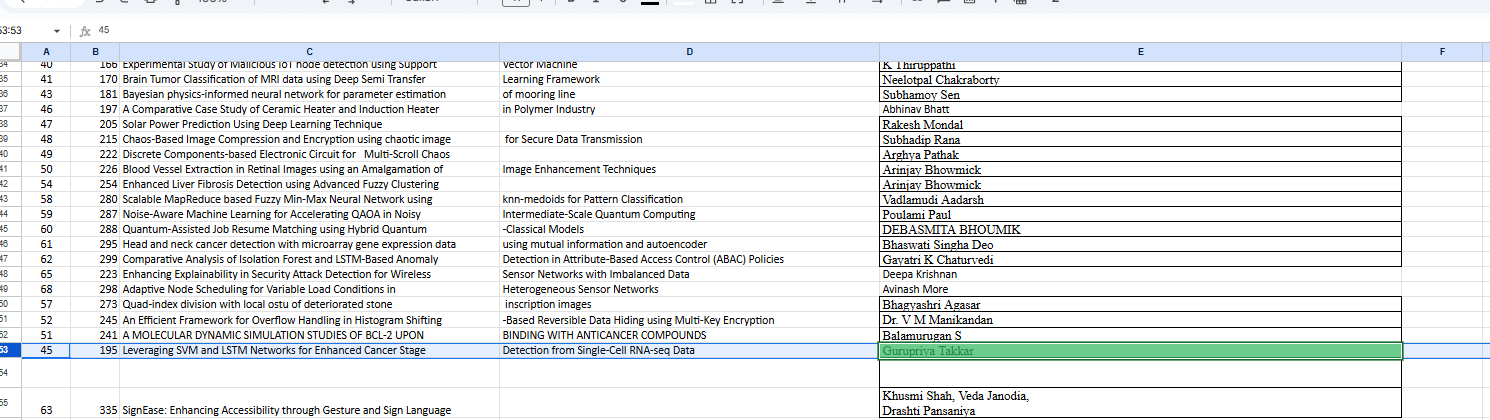 53:53 fx 45
A B C D E F
34 40 166 Experimental Study of Malicious IoT node detection using Support Vector Machine K Thiruppathi
35 41 170 Brain Tumor Classification of MRI data using Deep Semi Transfer Learning Framework Neelotpal Chakraborty
36 43 181 Bayesian physics-informed neural network for parameter estimation of mooring line Subhamoy Sen
37 46 197 A Comparative Case Study of Ceramic Heater and Induction Heater in Polymer Industry Abhinav Bhatt
38 47 205 Solar Power Prediction Using Deep Learning Technique Rakesh Mondal
39 48 215 Chaos-Based Image Compression and Encryption using chaotic image for Secure Data Transmission Subhadip Rana
40 49 222 Discrete Components-based Electronic Circuit for Multi-Scroll Chaos Arghya Pathak
41 50 226 Blood Vessel Extraction in Retinal Images using an Amalgamation of Image Enhancement Techniques Arinjay Bhowmick
42 54 254 Enhanced Liver Fibrosis Detection using Advanced Fuzzy Clustering Arinjay Bhowmick
43 58 280 Scalable MapReduce based Fuzzy Min-Max Neural Network using knn-medoids for Pattern Classification Vadlamudi Aadarsh
44 59 287 Noise-Aware Machine Learning for Accelerating QAOA in Noisy Intermediate-Scale Quantum Computing Poulami Paul
45 60 288 Quantum-Assisted Job Resume Matching using Hybrid Quantum -Classical Models DEBASMITA BHOUMIK
46 61 295 Head and neck cancer detection with microarray gene expression data using mutual information and autoencoder Bhaswati Singha Deo
47 62 299 Comparative Analysis of Isolation Forest and LSTM-Based Anomaly Detection in Attribute-Based Access Control (ABAC) Policies Gayatri K Chaturvedi
48 65 223 Enhancing Explainability in Security Attack Detection for Wireless Sensor Networks with Imbalanced Data Deepa Krishnan
49 68 298 Adaptive Node Scheduling for Variable Load Conditions in Heterogeneous Sensor Networks Avinash More
50 57 273 Quad-index division with local ostu of deteriorated stone inscription images Bhagyashri Agasar
51 52 245 An Efficient Framework for Overflow Handling in Histogram Shifting -Based Reversible Data Hiding using Multi-Key Encryption Dr. V M Manikandan
52 51 241 A MOLECULAR DYNAMIC SIMULATION STUDIES OF BCL-2 UPON BINDING WITH ANTICANCER COMPOUNDS Balamurugan S
53 45 195 Leveraging SVM and LSTM Networks for Enhanced Cancer Stage Detection from Single-Cell RNA-seq Data Gurupriya Takkar
54
Khusmi Shah, Veda Janodia,
55 63 335 SignEase: Enhancing Accessibility through Gesture and Sign Language Drashti Pansaniya